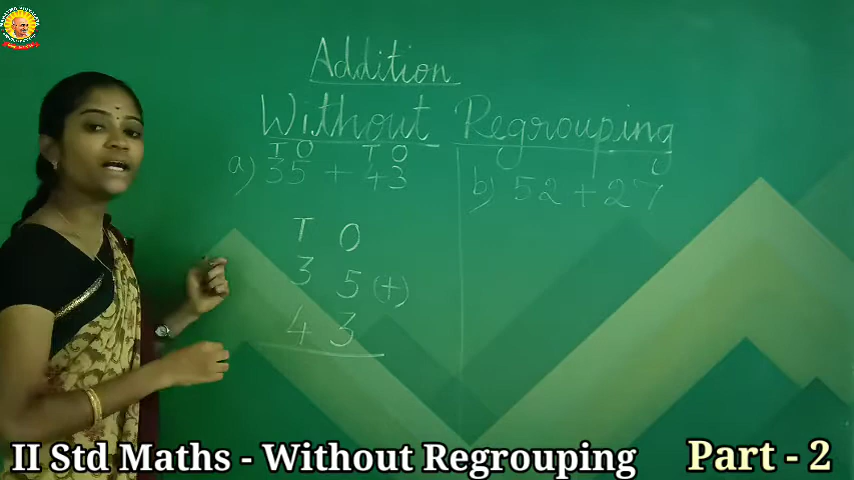 Addition
Without Regrouping
T O T O
a) 35 + 43
b) 52 + 27
T O
3 5 (+)
4 3
II Std Maths - Without Regrouping
Part - 2